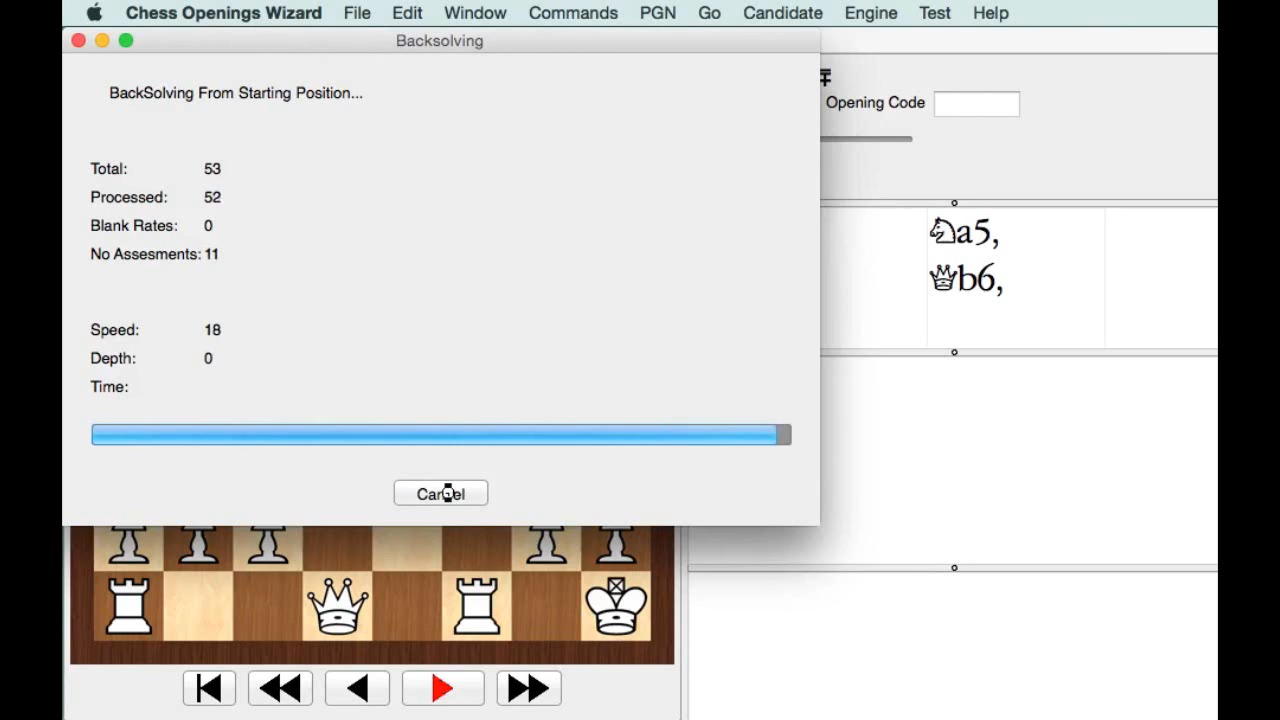 Chess Openings Wizard File Edit Window Commands PGN Go Candidate Engine Test Help
Backsolving
BackSolving From Starting Position...
Opening Code
Total: 53
Processed: 52
Blank Rates: 0
No Assesments: 11
♘a5,
♕b6,
Speed: 18
Depth: 0
Time:
Cancel